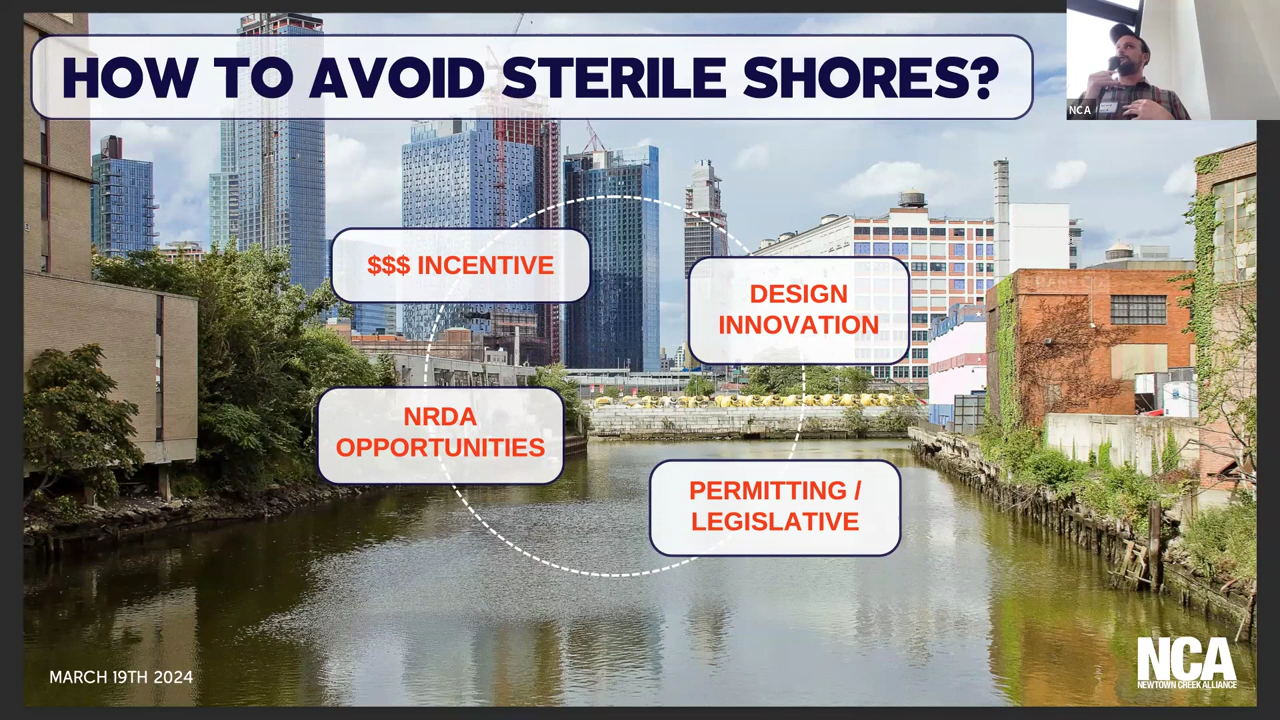 HOW TO AVOID STERILE SHORES?
NCA
$$$ INCENTIVE
DESIGN
INNOVATION
NRDA
OPPORTUNITIES
PERMITTING /
LEGISLATIVE
MARCH 19TH 2024
NCA
NEWTOWN CREEK ALLIANCE